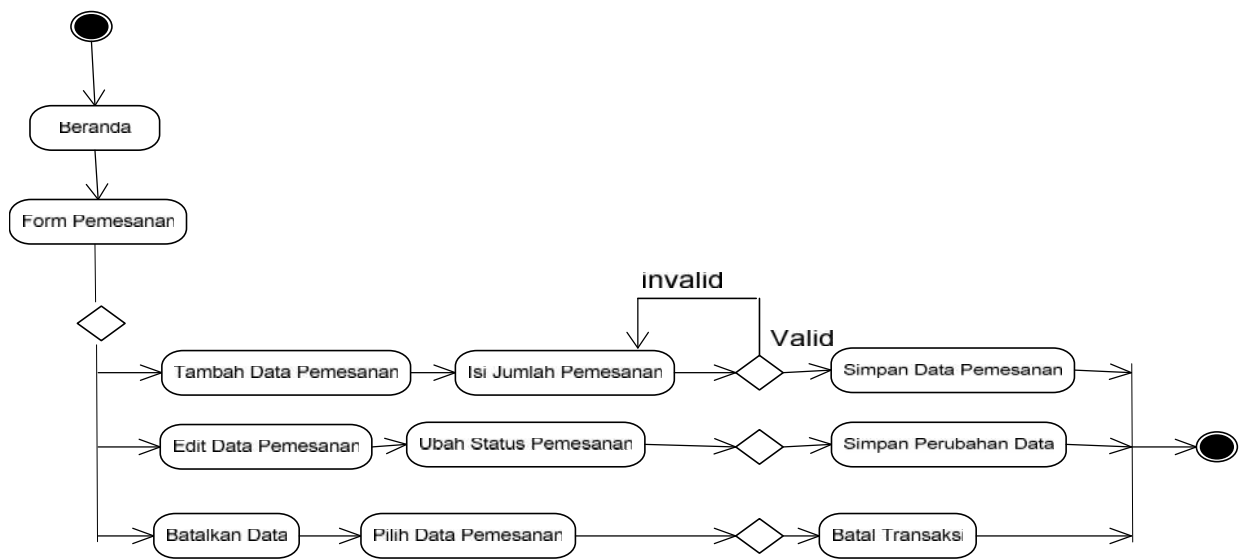 Beranda
Form Pemesanan
invalid
Valid
Tambah Data Pemesanan
Isi Jumlah Pemesanan
Simpan Data Pemesanan
Edit Data Pemesanan
Ubah Status Pemesanan
Simpan Perubahan Data
Batalkan Data
Pilih Data Pemesanan
Batal Transaksi